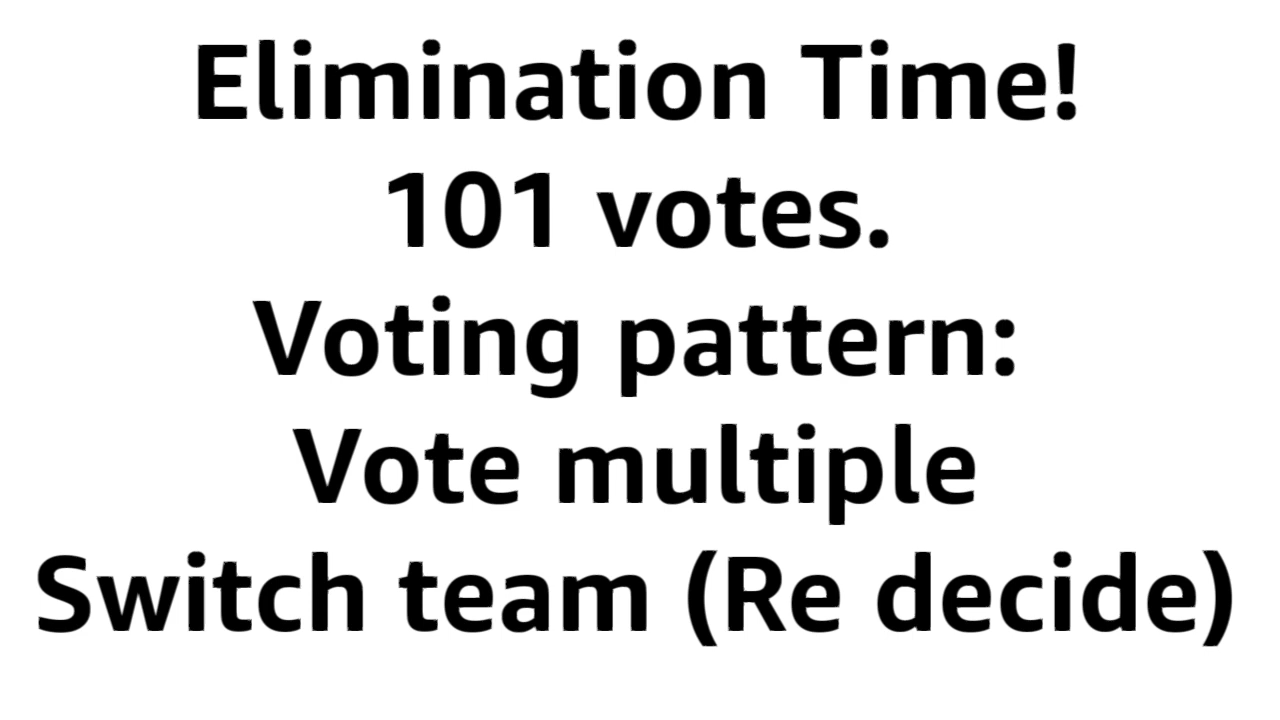 Elimination Time!
101 votes.
Voting pattern:
Vote multiple
Switch team (Re decide)